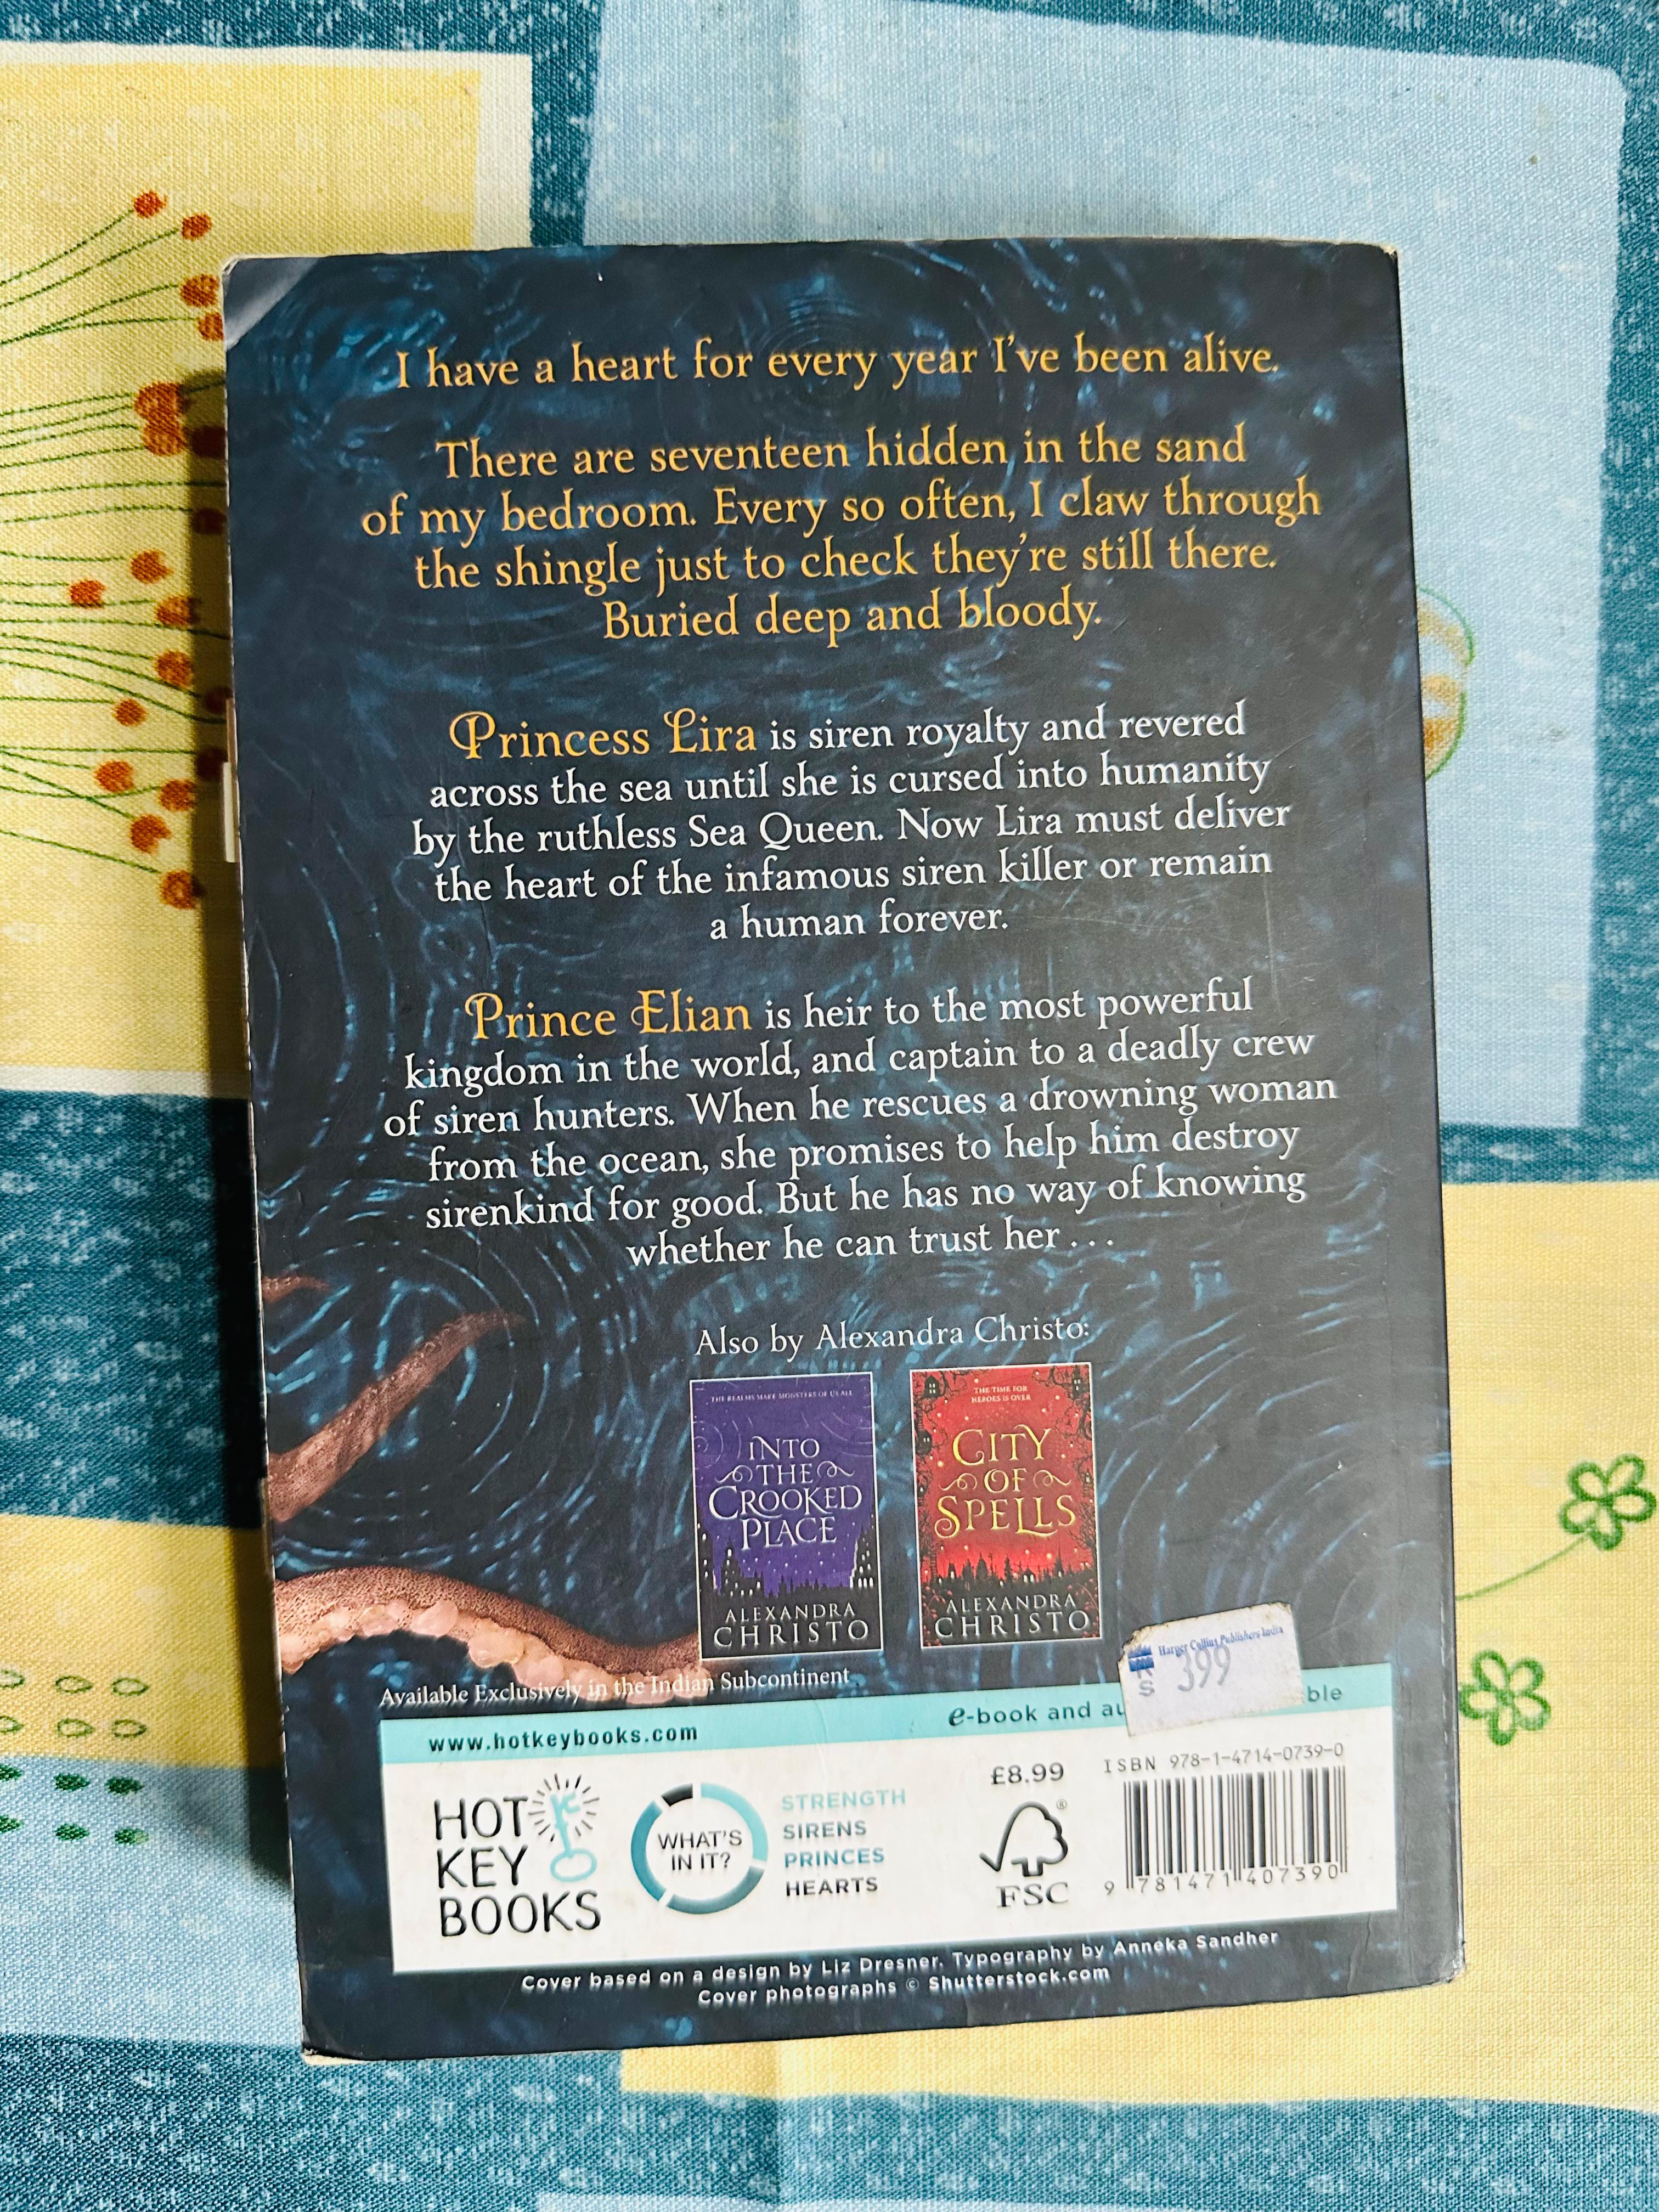 I have a heart for every year I've been alive.
There are seventeen hidden in the sand
of my bedroom. Every so often, I claw through
the shingle just to check they're still there.
Buried deep and bloody.
Princess Lira is siren royalty and revered
across the sea until she is cursed into humanity
by the ruthless Sea Queen. Now Lira must deliver
the heart of the infamous siren killer or remain
a human forever.
Prince Elian is heir to the most powerful
kingdom in the world, and captain to a deadly crew
of siren hunters. When he rescues a drowning woman
from the ocean, she promises to help him destroy
sirenkind for good. But he has no way of knowing
whether he can trust her . . .
Also by Alexandra Christo:
THE REALMS MAKE MONSTERS OF US ALL
INTO
THE
CROOKED
PLACE
ALEXANDRA
CHRISTO
THE TIME FOR
HEROES IS OVER
CITY
OF
SPELLS
ALEXANDRA
CHRISTO
Harper Collins Publishers India
RS 399
Available Exclusively in the Indian Subcontinent
www.hotkeybooks.com
e-book and au
ble
HOT
KEY
BOOKS
WHAT'S
IN IT?
STRENGTH
SIRENS
PRINCES
HEARTS
£8.99
FSC
®
ISBN 978-1-4714-0739-0
9 781471 407390
Cover based on a design by Liz Dresner. Typography by Anneka Sandher
Cover photographs © Shutterstock.com